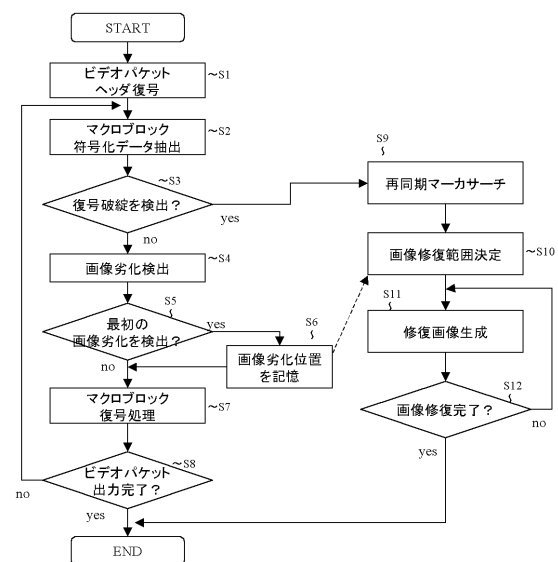 START
ビデオパケット
ヘッダ復号
～S1
マクロブロック
符号化データ抽出
～S2
～S3
復号破綻を検出？
yes
no
画像劣化検出
～S4
S5
最初の
画像劣化を検出？
yes
no
S6
画像劣化位置
を記憶
マクロブロック
復号処理
～S7
～S8
ビデオパケット
出力完了？
no
yes
END
S9
再同期マーカサーチ
画像修復範囲決定
～S10
S11
修復画像生成
S12
画像修復完了？
no
yes